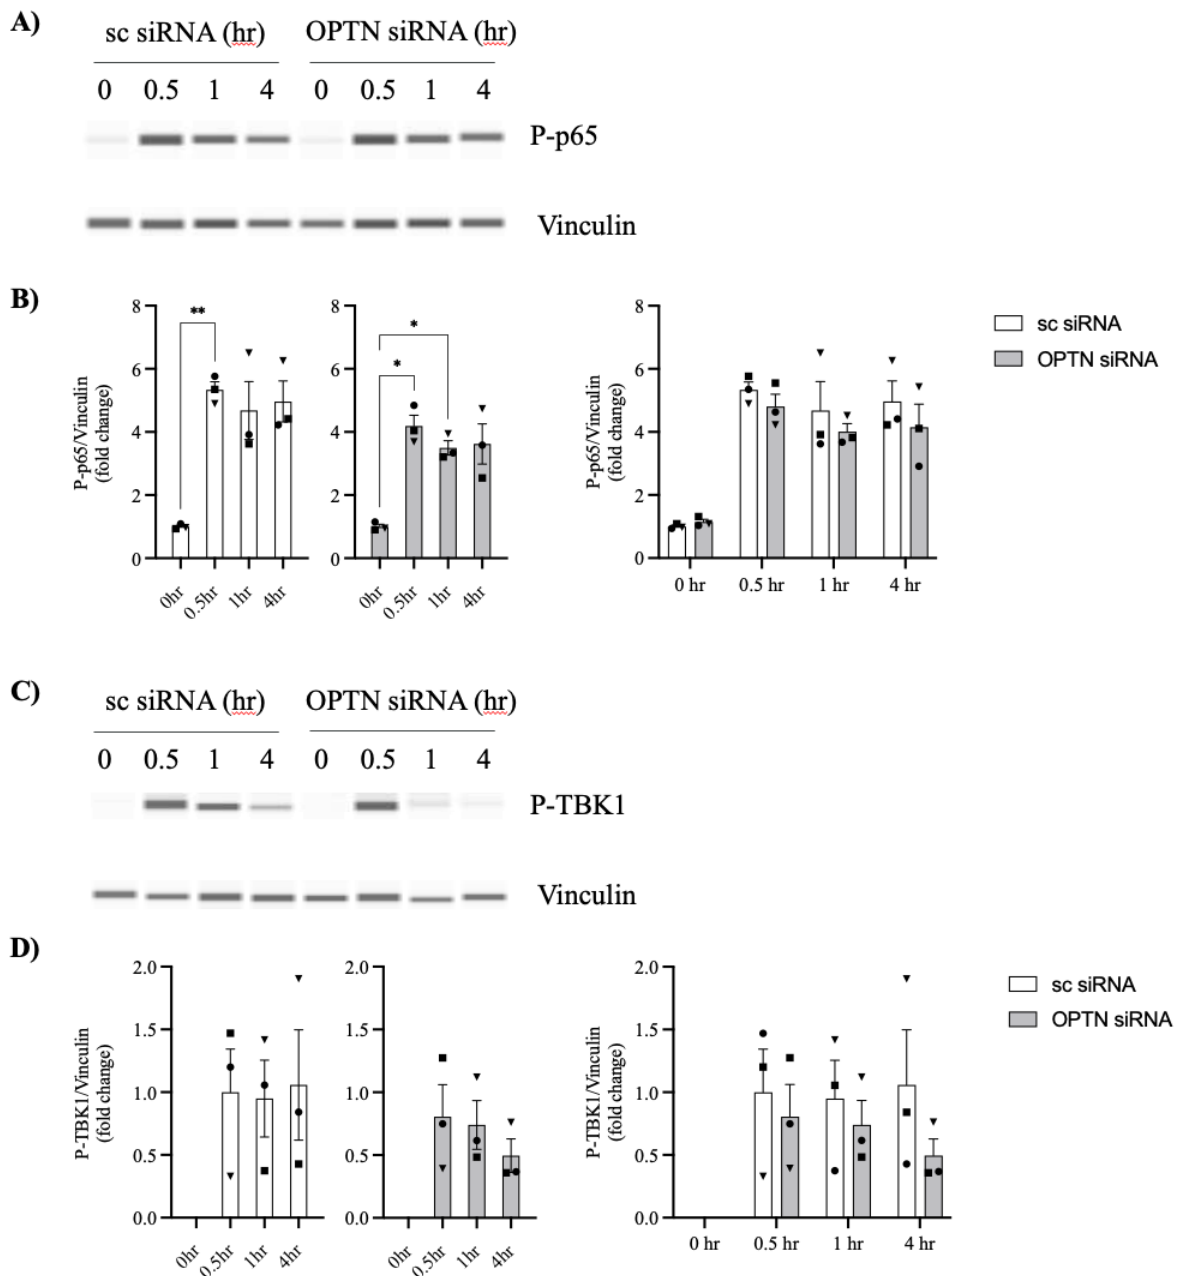 A)
sc siRNA (hr) OPTN siRNA (hr)
0 0.5 1 4 0 0.5 1 4
P-p65
Vinculin
B)
P-p65/Vinculin
(fold change)
8
6
4
2
0
**
0hr 0.5hr 1hr 4hr
8
6
4
2
0
*
*
0hr 0.5hr 1hr 4hr
P-p65/Vinculin
(fold change)
8
6
4
2
0
0 hr 0.5 hr 1 hr 4 hr
sc siRNA
OPTN siRNA
C)
sc siRNA (hr) OPTN siRNA (hr)
0 0.5 1 4 0 0.5 1 4
P-TBK1
Vinculin
D)
P-TBK1/Vinculin
(fold change)
2.0
1.5
1.0
0.5
0.0
0hr 0.5hr 1hr 4hr
2.0
1.5
1.0
0.5
0.0
0hr 0.5hr 1hr 4hr
P-TBK1/Vinculin
(fold change)
2.0
1.5
1.0
0.5
0.0
0 hr 0.5 hr 1 hr 4 hr
sc siRNA
OPTN siRNA